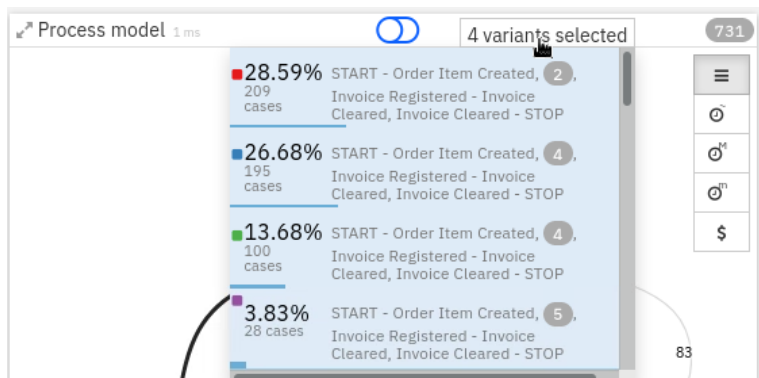 Process model 1 ms
4 variants selected
731
28.59%
209
cases
START - Order Item Created, 2,
Invoice Registered - Invoice
Cleared, Invoice Cleared - STOP
26.68%
195
cases
START - Order Item Created, 4,
Invoice Registered - Invoice
Cleared, Invoice Cleared - STOP
13.68%
100
cases
START - Order Item Created, 4,
Invoice Registered - Invoice
Cleared, Invoice Cleared - STOP
3.83%
28 cases
START - Order Item Created, 5,
Invoice Registered - Invoice
Cleared, Invoice Cleared - STOP
~
M
m
$
83